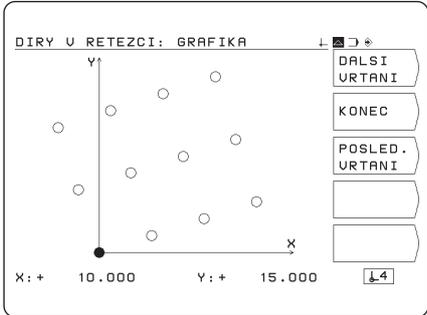 DIRY V RETEZCI: GRAFIKA
DALSI
VRTANI
KONEC
POSLED.
VRTANI
Y
X
X:+ 10.000 Y:+ 15.000
4